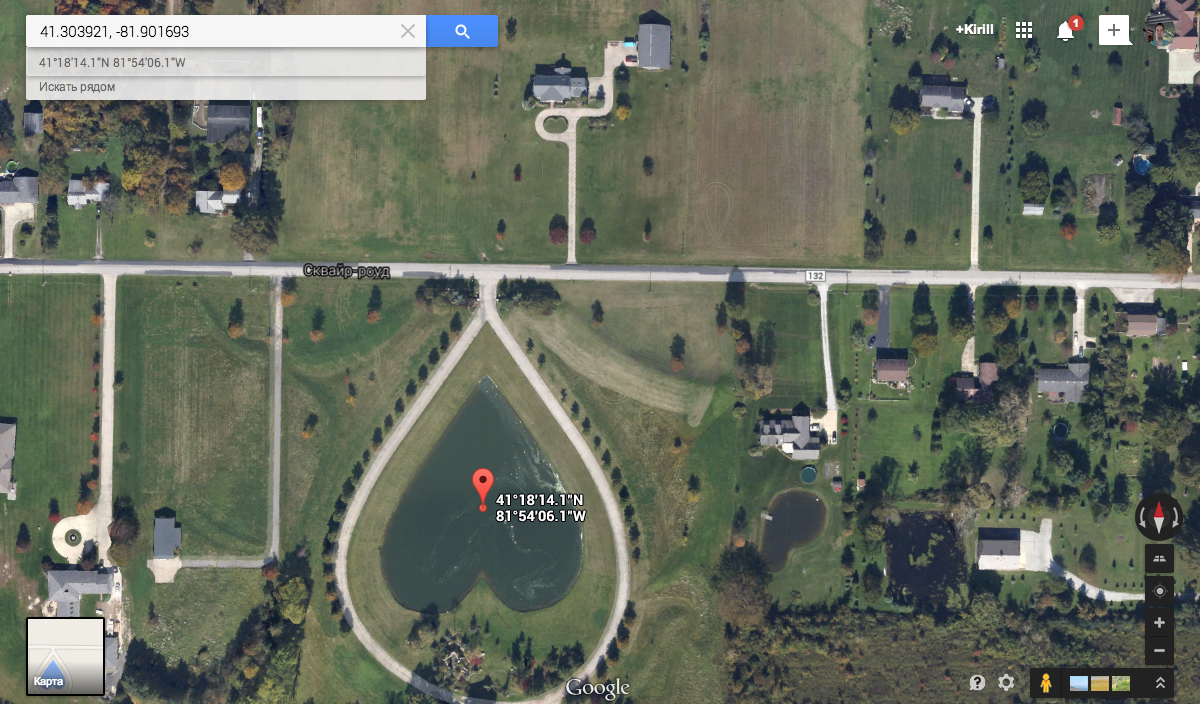 41.303921, -81.901693
41°18'14.1"N 81°54'06.1"W
Искать рядом
+Kirill
1
Сквайр-роуд
132
41°18'14.1"N
81°54'06.1"W
Карта
Google